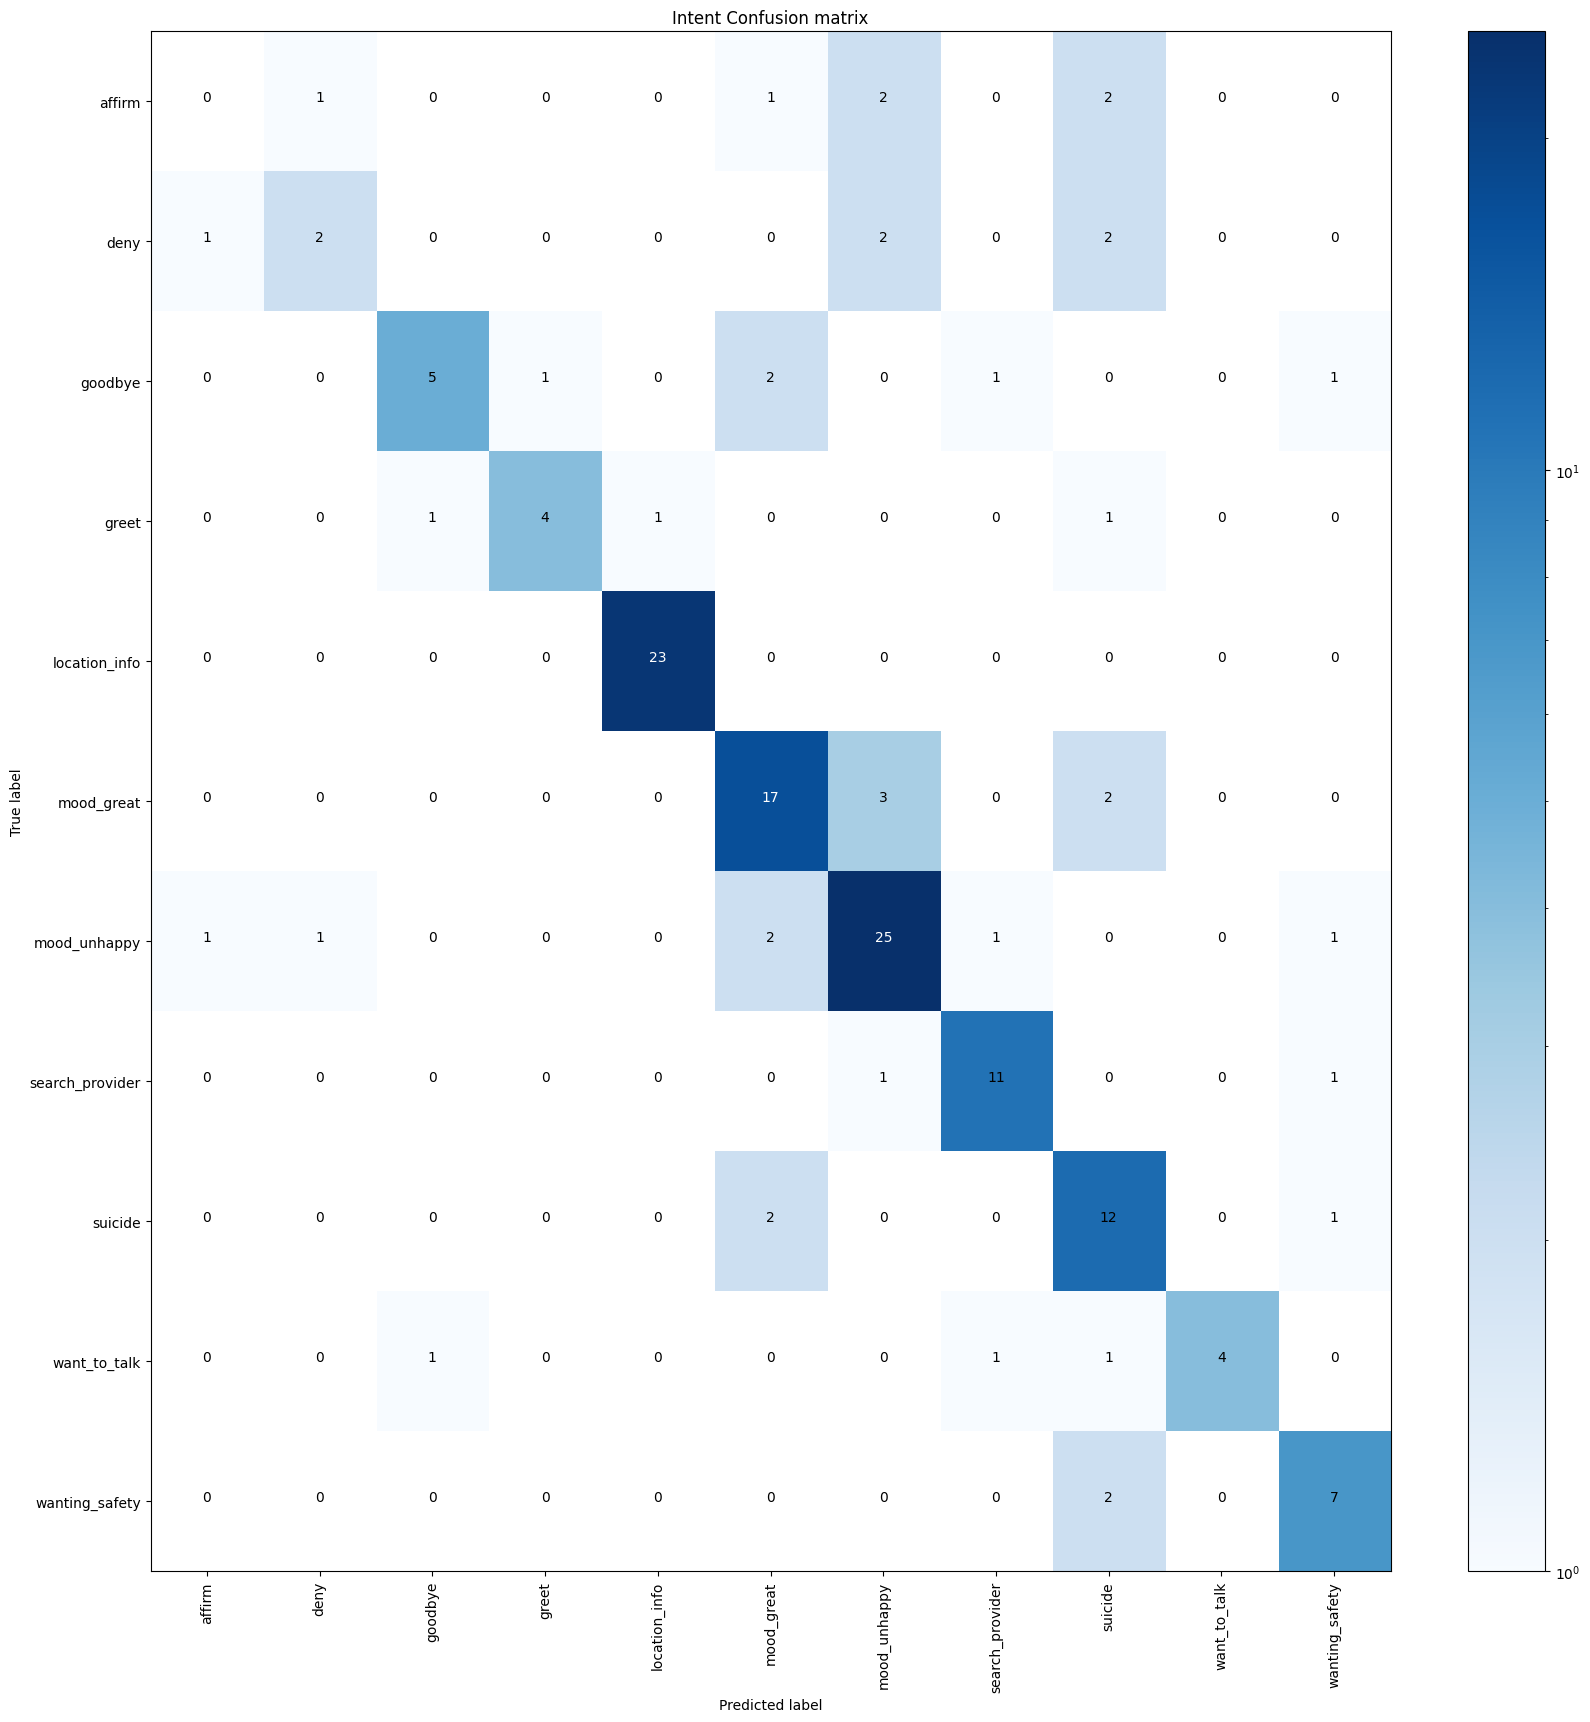 Intent Confusion matrix
affirm 0 1 0 0 0 1 2 0 2 0 0
deny 1 2 0 0 0 0 2 0 2 0 0
goodbye 0 0 5 1 0 2 0 1 0 0 1
greet 0 0 1 4 1 0 0 0 1 0 0
location_info 0 0 0 0 23 0 0 0 0 0 0
mood_great 0 0 0 0 0 17 3 0 2 0 0
mood_unhappy 1 1 0 0 0 2 25 1 0 0 1
search_provider 0 0 0 0 0 0 1 11 0 0 1
suicide 0 0 0 0 0 2 0 0 12 0 1
want_to_talk 0 0 1 0 0 0 0 1 1 4 0
wanting_safety 0 0 0 0 0 0 0 0 2 0 7
True label
affirm deny goodbye greet location_info mood_great mood_unhappy search_provider suicide want_to_talk wanting_safety
Predicted label
10¹
10⁰